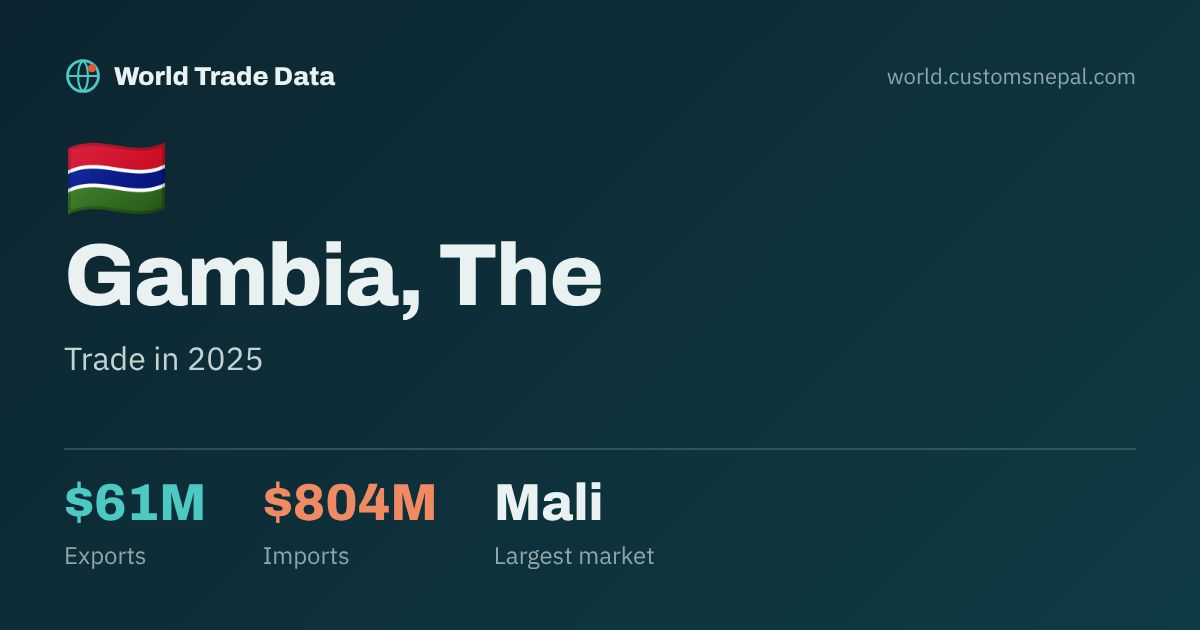 World Trade Data
world.customsnepal.com
Gambia, The
Trade in 2025
$61M
Exports
$804M
Imports
Mali
Largest market